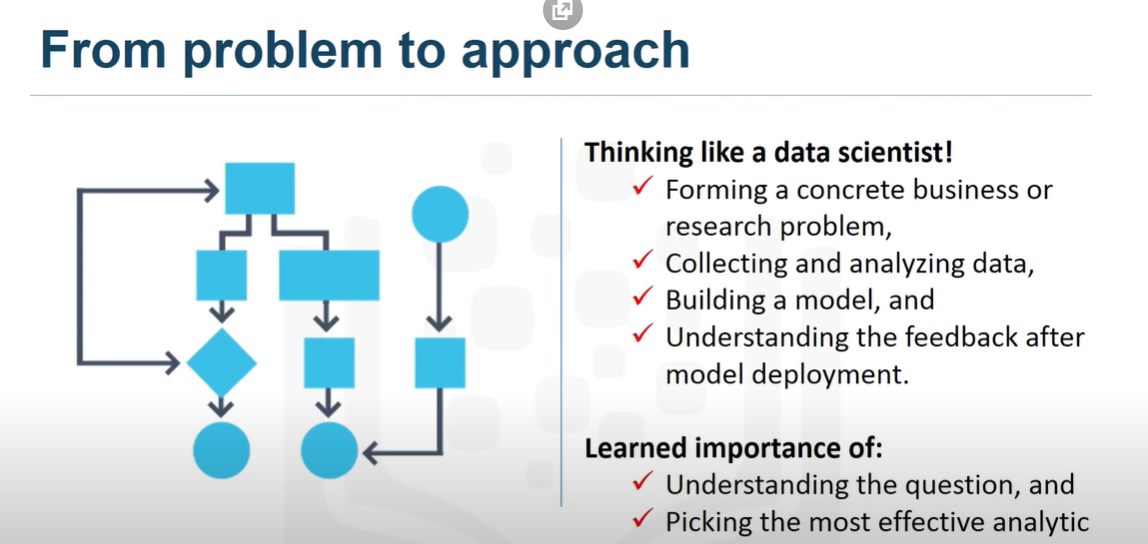 From problem to approach
Thinking like a data scientist!
Forming a concrete business or
research problem,
Collecting and analyzing data,
Building a model, and
Understanding the feedback after
model deployment.
Learned importance of:
Understanding the question, and
Picking the most effective analytic